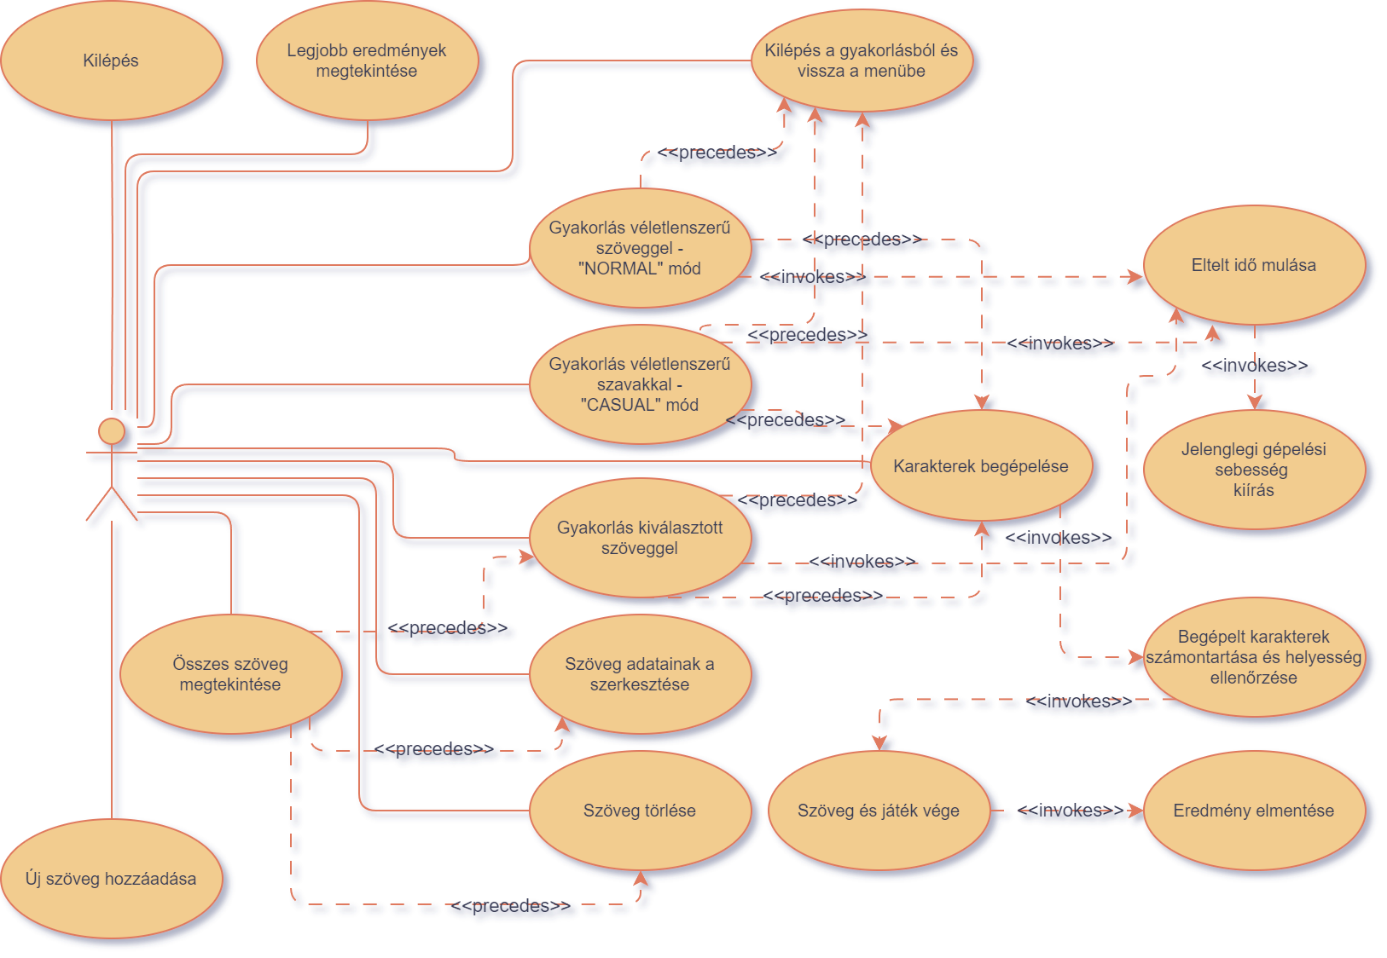 Kilépés
Legjobb eredmények
megtekintése
Kilépés a gyakorlásból és
vissza a menübe
<<precedes>>
Gyakorlás véletlenszerű
szöveggel -
"NORMAL" mód
<<precedes>>
<<invokes>>
Eltelt idő mulása
Gyakorlás véletlenszerű
szavakkal -
"CASUAL" mód
<<precedes>>
<<invokes>>
<<invokes>>
<<precedes>>
Karakterek begépelése
Jelenglegi gépelési
sebesség
kiírás
Gyakorlás kiválasztott
szöveggel
<<precedes>>
<<invokes>>
<<invokes>>
<<precedes>>
<<precedes>>
Összes szöveg
megtekintése
Szöveg adatainak a
szerkesztése
Begépelt karakterek
számontartása és helyesség
ellenőrzése
<<invokes>>
<<precedes>>
Szöveg törlése
Szöveg és játék vége
<<invokes>>
Eredmény elmentése
Új szöveg hozzáadása
<<precedes>>